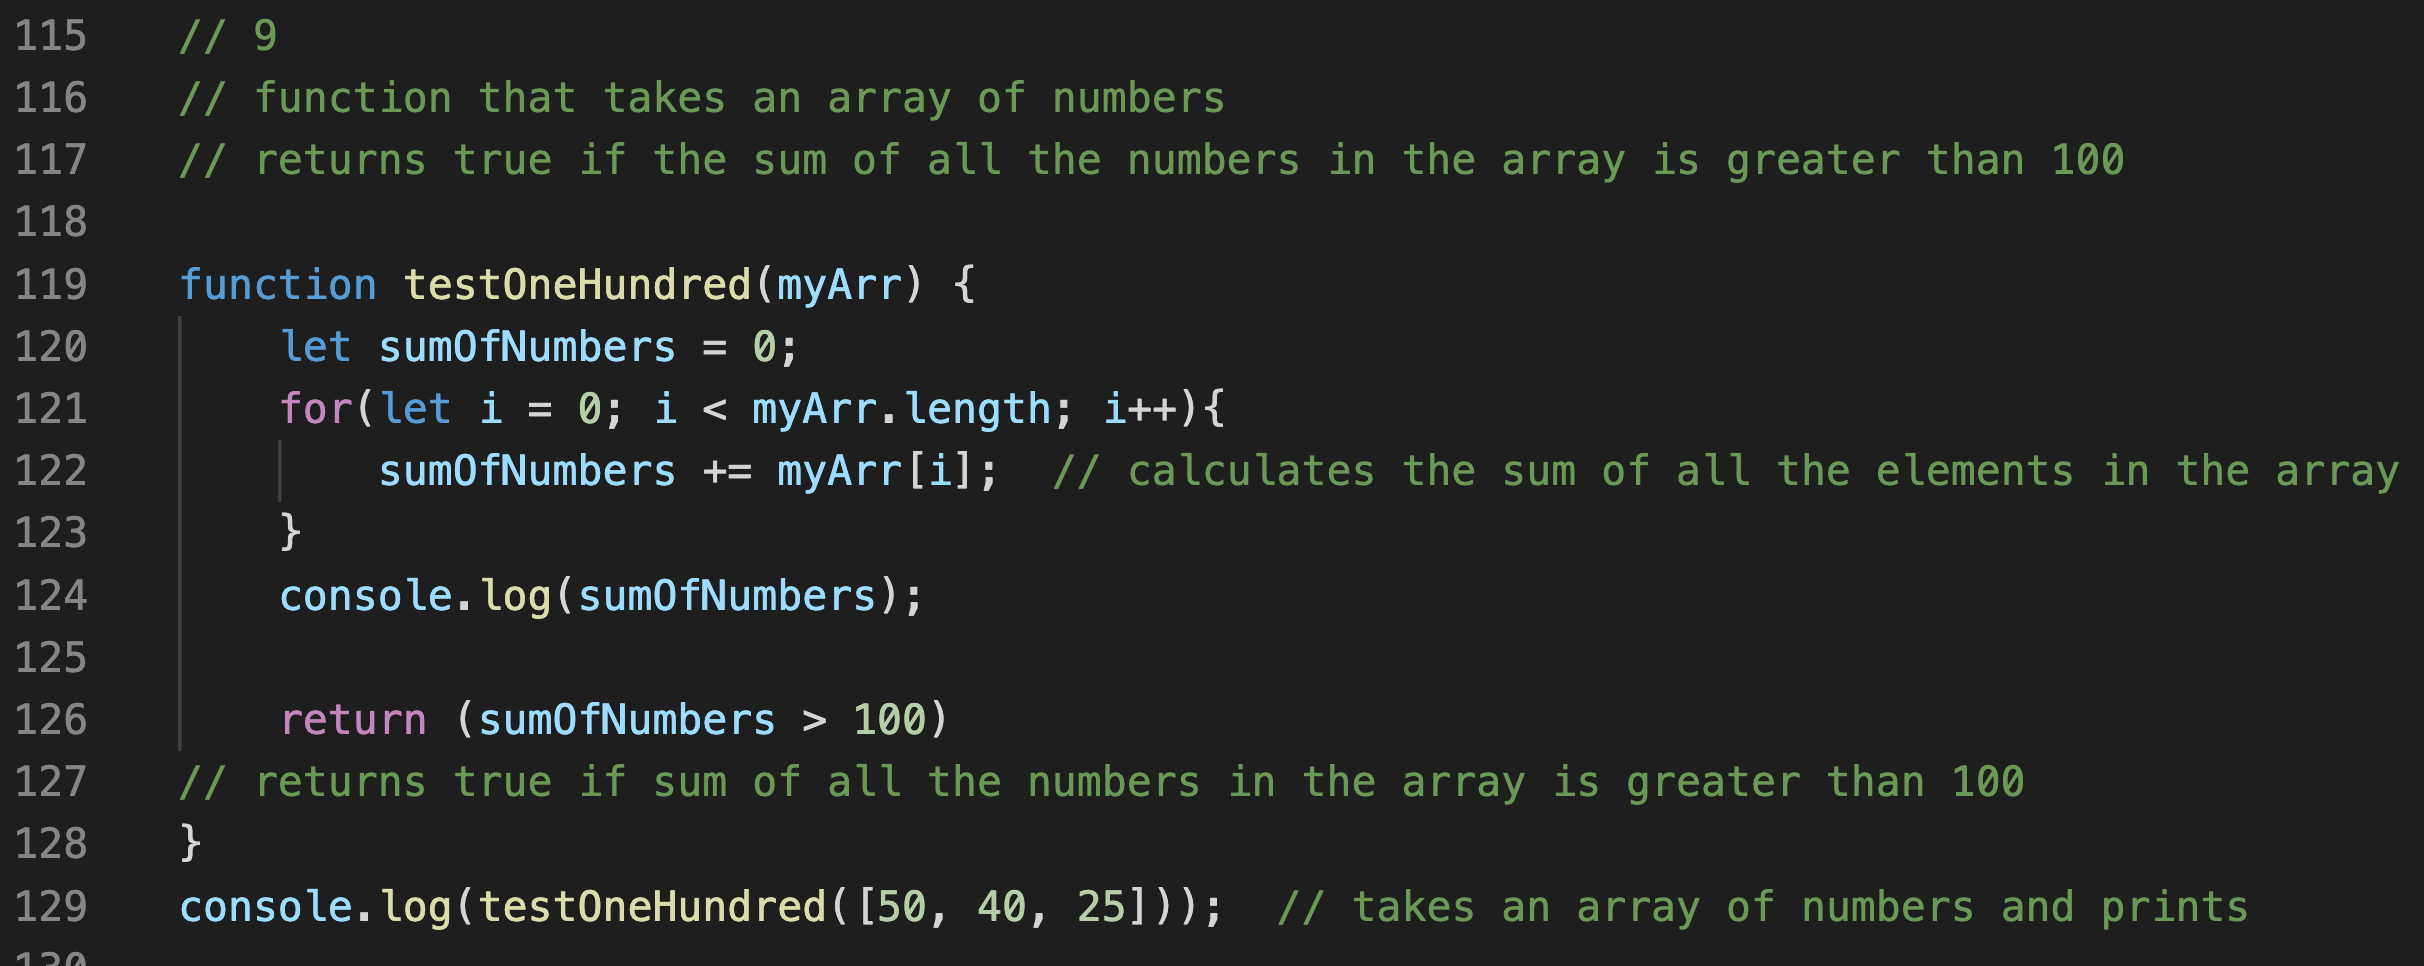 115 // 9
116 // function that takes an array of numbers
117 // returns true if the sum of all the numbers in the array is greater than 100
118
119 function testOneHundred(myArr) {
120     let sumOfNumbers = 0;
121     for(let i = 0; i < myArr.length; i++){
122         sumOfNumbers += myArr[i];  // calculates the sum of all the elements in the array
123     }
124     console.log(sumOfNumbers);
125
126     return (sumOfNumbers > 100)
127 // returns true if sum of all the numbers in the array is greater than 100
128 }
129 console.log(testOneHundred([50, 40, 25]));  // takes an array of numbers and prints
130